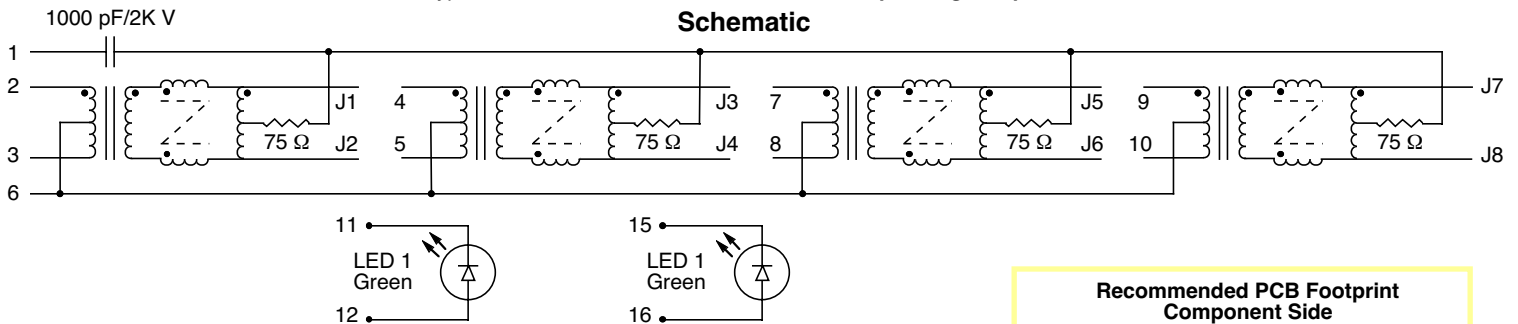 1000 pF/2K V
Schematic
1
2
3
6
J1
J2
75 Ω
4
5
J3
J4
75 Ω
7
8
J5
J6
75 Ω
9
10
J7
J8
75 Ω
11
LED 1
Green
12
15
LED 1
Green
16
Recommended PCB Footprint
Component Side